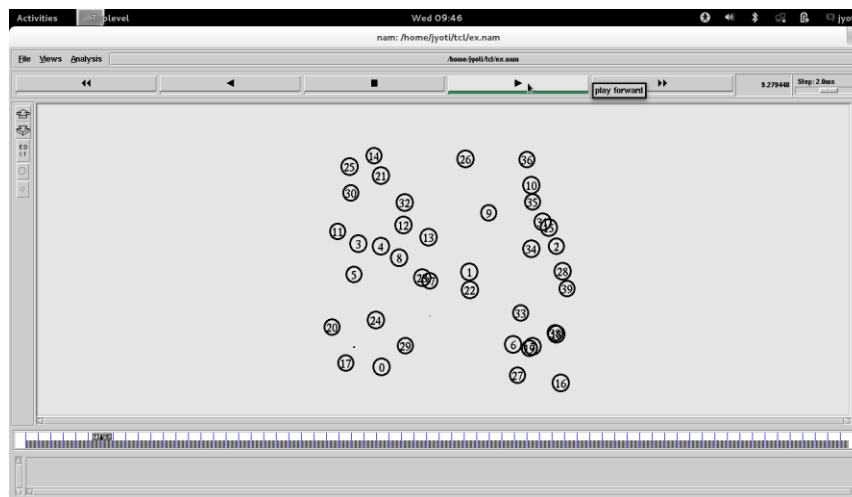 Activities Toplevel Wed 09:46 jyo
nam: /home/jyoti/tcl/ex.nam
File Views Analysis /home/jyoti/tcl/ex.nam
play forward 9.279448 Step: 2.0ms
EDIT
14 26 36
25
21
10
30
32 35
9
12
11 13
3 4 34 2
8
5 1 28
22 39
33
24
20
29 6
17 0
27
16